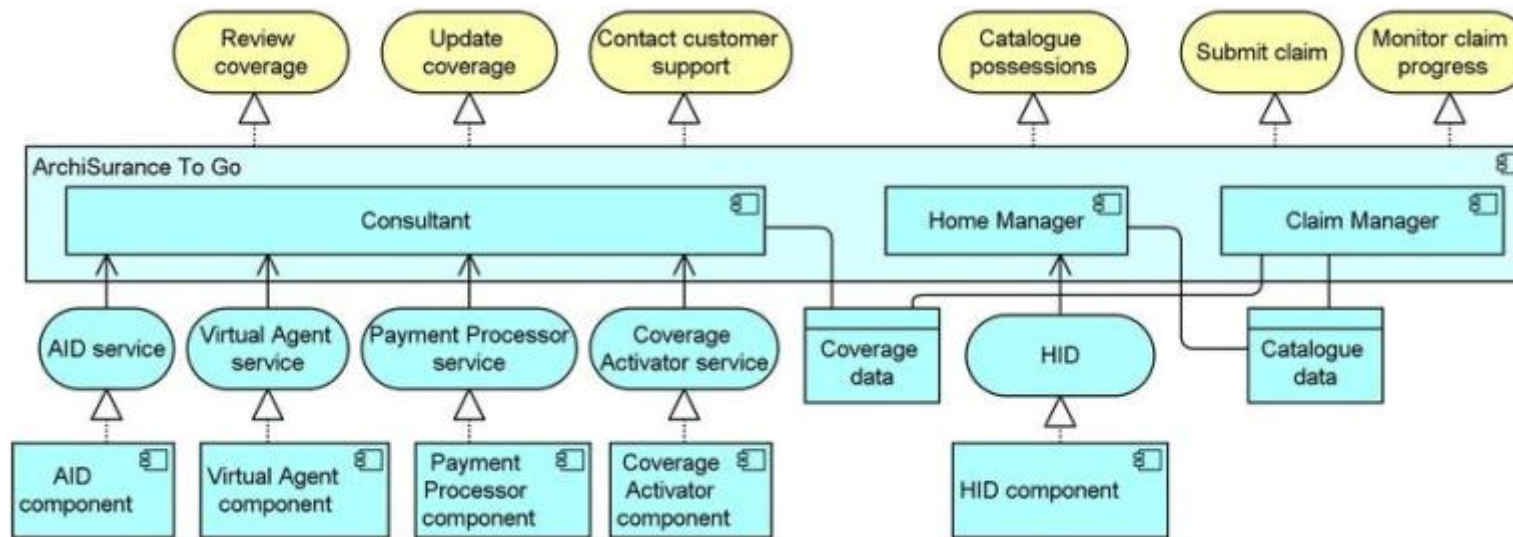 Review
coverage
Update
coverage
Contact customer
support
Catalogue
possessions
Submit claim
Monitor claim
progress
ArchiSurance To Go
Consultant
Home Manager
Claim Manager
AID service
Virtual Agent
service
Payment Processor
service
Coverage
Activator service
Coverage
data
HID
Catalogue
data
AID
component
Virtual Agent
component
Payment
Processor
component
Coverage
Activator
component
HID component